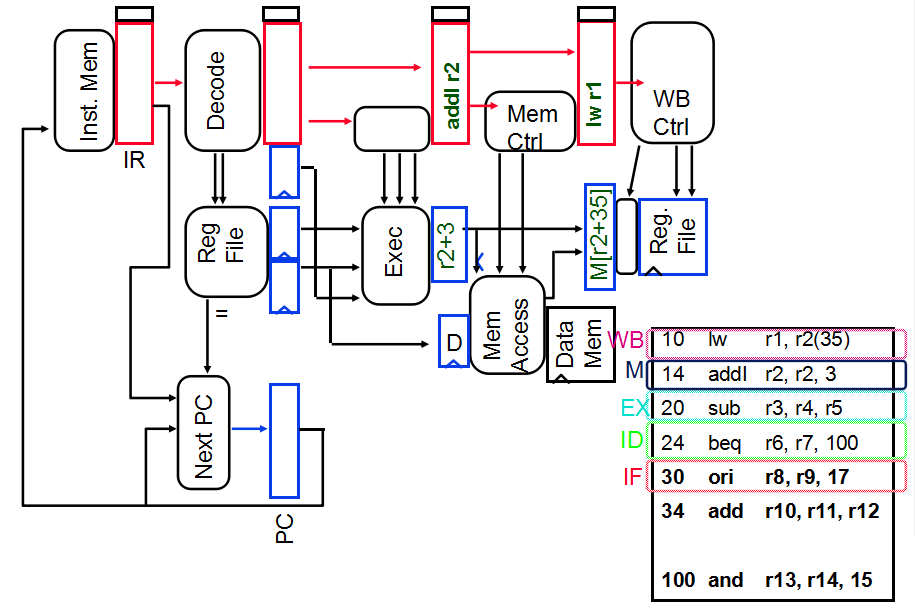 Inst. Mem
IR
Decode
addI r2
Mem
Ctrl
lw r1
WB
Ctrl
Reg
File
=
Exec
r2+3
M[r2+35]
Reg.
File
D
Mem
Access
Data
Mem
Next PC
PC
WB 10 lw r1, r2(35)
M 14 addI r2, r2, 3
EX 20 sub r3, r4, r5
ID 24 beq r6, r7, 100
IF 30 ori r8, r9, 17
34 add r10, r11, r12
100 and r13, r14, 15